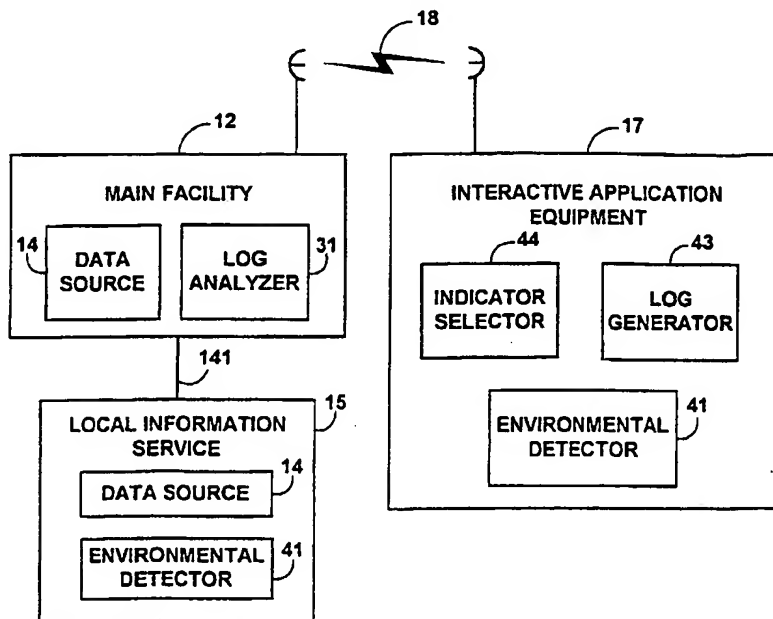 18
12
MAIN FACILITY
14
DATA
SOURCE
31
LOG
ANALYZER
141
LOCAL INFORMATION
SERVICE
15
14
DATA SOURCE
41
ENVIRONMENTAL
DETECTOR
17
INTERACTIVE APPLICATION
EQUIPMENT
44
INDICATOR
SELECTOR
43
LOG
GENERATOR
41
ENVIRONMENTAL
DETECTOR